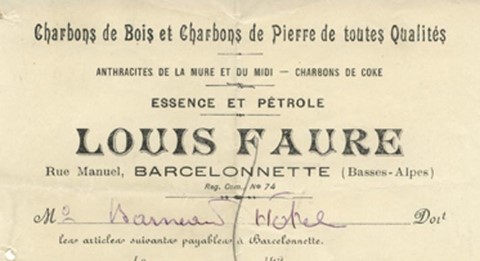 Charbons de Bois et Charbons de Pierre de toutes Qualités
ANTHRACITES DE LA MURE ET DU MIDI — CHARBONS DE COKE
ESSENCE ET PÉTROLE
LOUIS FAURE
Rue Manuel, BARCELONNETTE (Basses-Alpes)
Reg. Com. No 74
M Hotel Doit
les articles suivants payables à Barcelonnette.